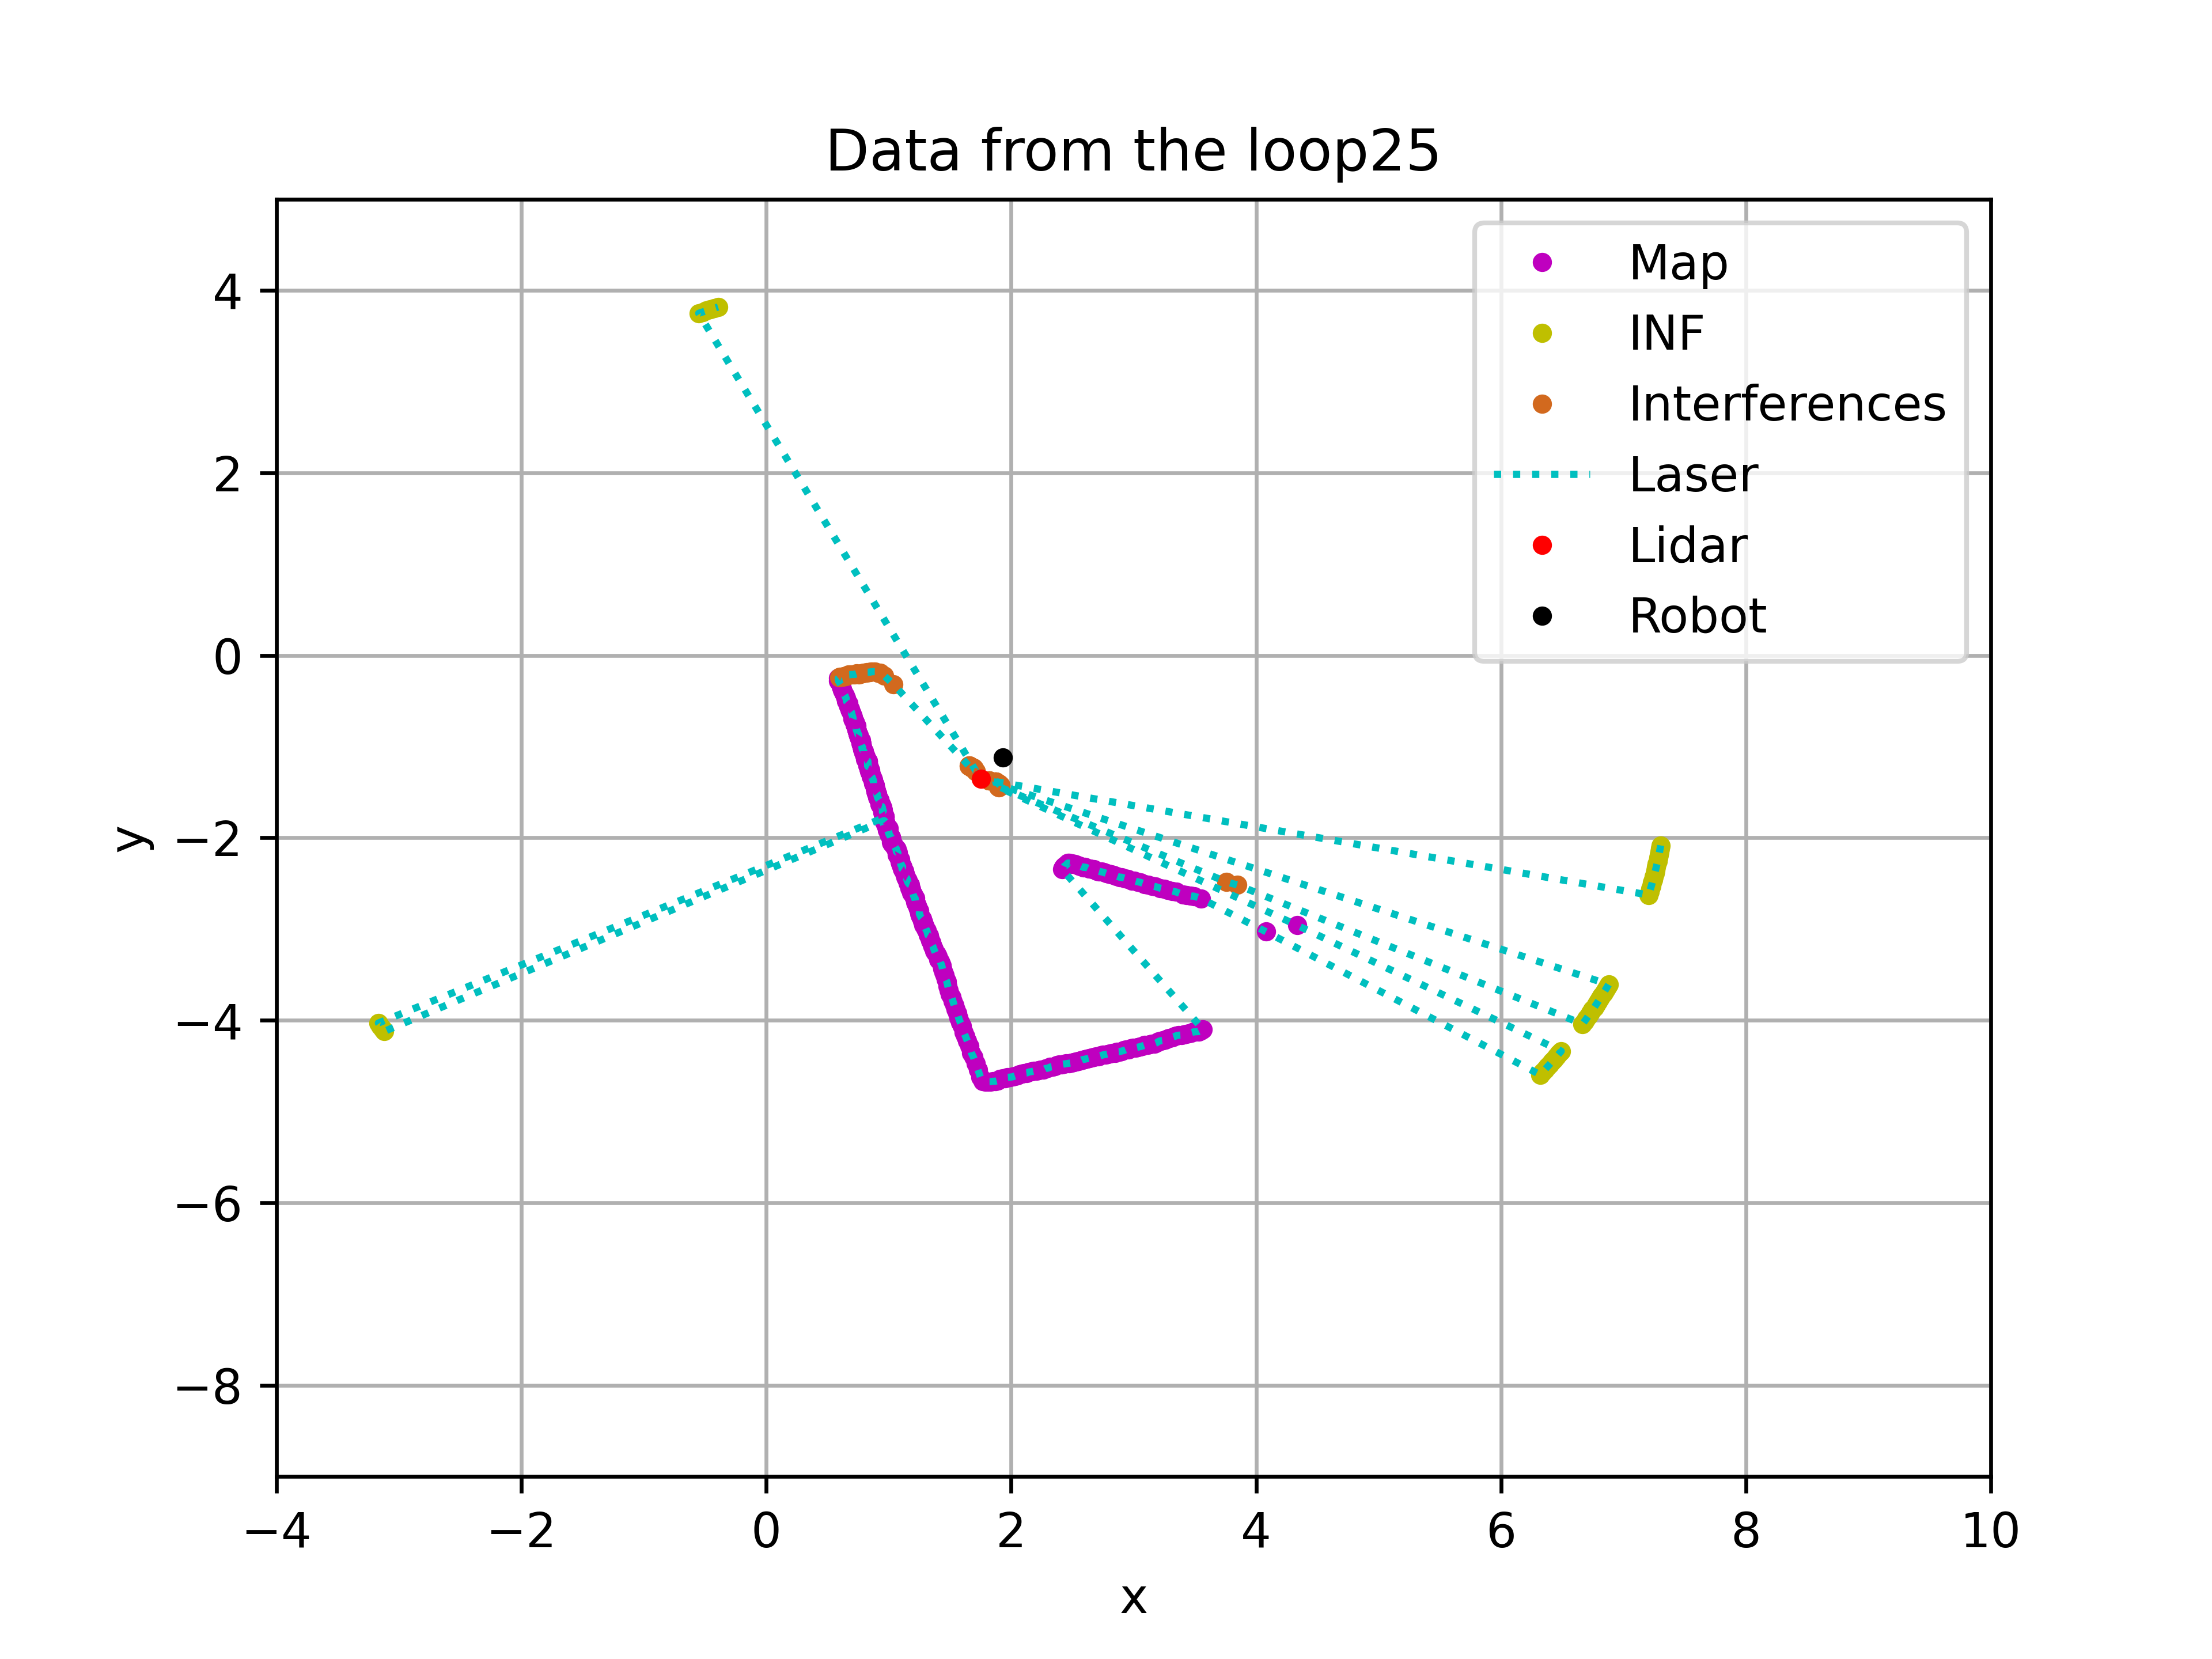 Data from the loop25
Map
INF
Interferences
Laser
Lidar
Robot
4
2
0
−2
−4
−6
−8
y
−4 −2 0 2 4 6 8 10
x